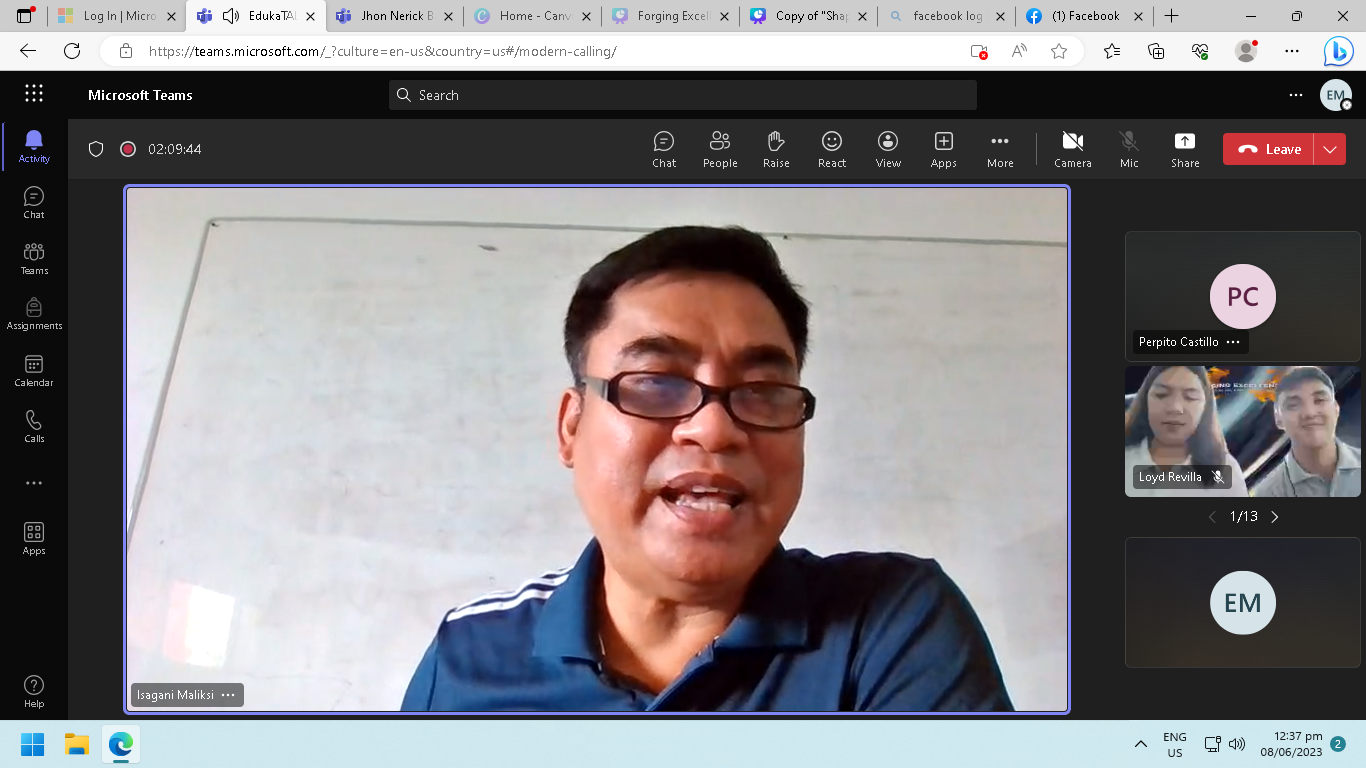 Log In | Micro
EdukaTAL
Jhon Nerick B
Home - Canv
Forging Excell
Copy of "Shap
facebook log
(1) Facebook
https://teams.microsoft.com/_?culture=en-us&country=us#/modern-calling/
Microsoft Teams
Search
EM
02:09:44
Chat
People
Raise
React
View
Apps
More
Camera
Mic
Share
Leave
Activity
Chat
Teams
Assignments
Calendar
Calls
Apps
Help
Isagani Maliksi
PC
Perpito Castillo
Loyd Revilla
1/13
EM
ENG
US
12:37 pm
08/06/2023
2